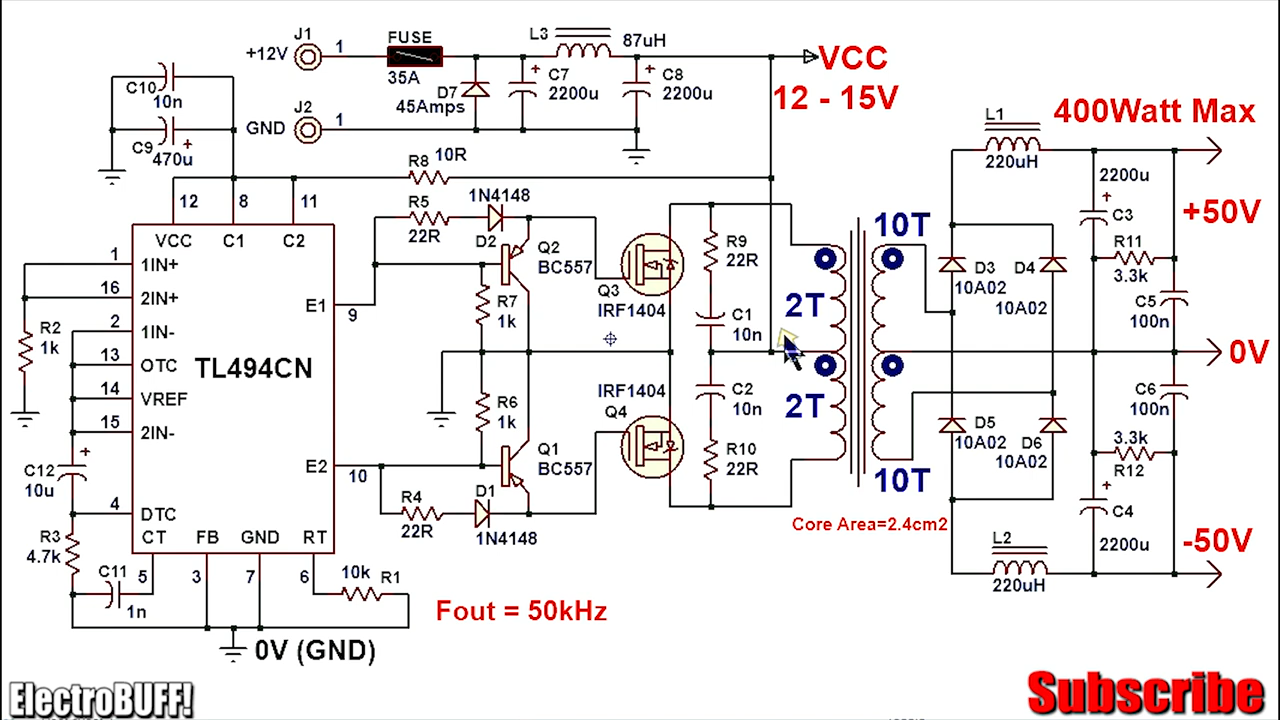 J1
+12V
1
FUSE
35A
L3
87uH
VCC
12 - 15V
D7
45Amps
C7
2200u
C8
2200u
J2
GND
1
C10
10n
C9
470u
R8
10R
400Watt Max
L1
220uH
2200u
C3
+50V
12
8
11
VCC
C1
C2
1
1IN+
16
2IN+
2
1IN-
13
OTC
14
VREF
15
2IN-
4
DTC
TL494CN
E1
9
E2
10
CT
FB
GND
RT
5
3
7
6
R2
1k
C12
10u
R3
4.7k
C11
1n
10k
R1
0V (GND)
R5
22R
1N4148
D2
Q2
BC557
R7
1k
R6
1k
Q1
BC557
R4
22R
D1
1N4148
Q3
IRF1404
IRF1404
Q4
R9
22R
C1
10n
C2
10n
R10
22R
2T
2T
10T
10T
Core Area=2.4cm2
D3
10A02
D4
10A02
D5
10A02
D6
10A02
R11
3.3k
C5
100n
0V
C6
100n
3.3k
R12
C4
2200u
-50V
L2
220uH
Fout = 50kHz
ElectroBUFF!
Subscribe